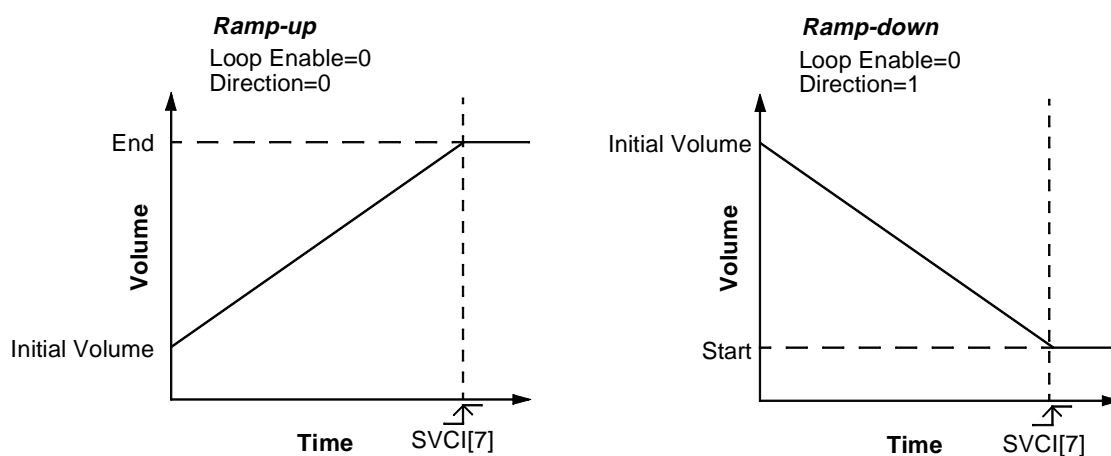 Ramp-up
Loop Enable=0
Direction=0
End
Volume
Initial Volume
Time
SVCI[7]
Ramp-down
Loop Enable=0
Direction=1
Initial Volume
Volume
Start
Time
SVCI[7]